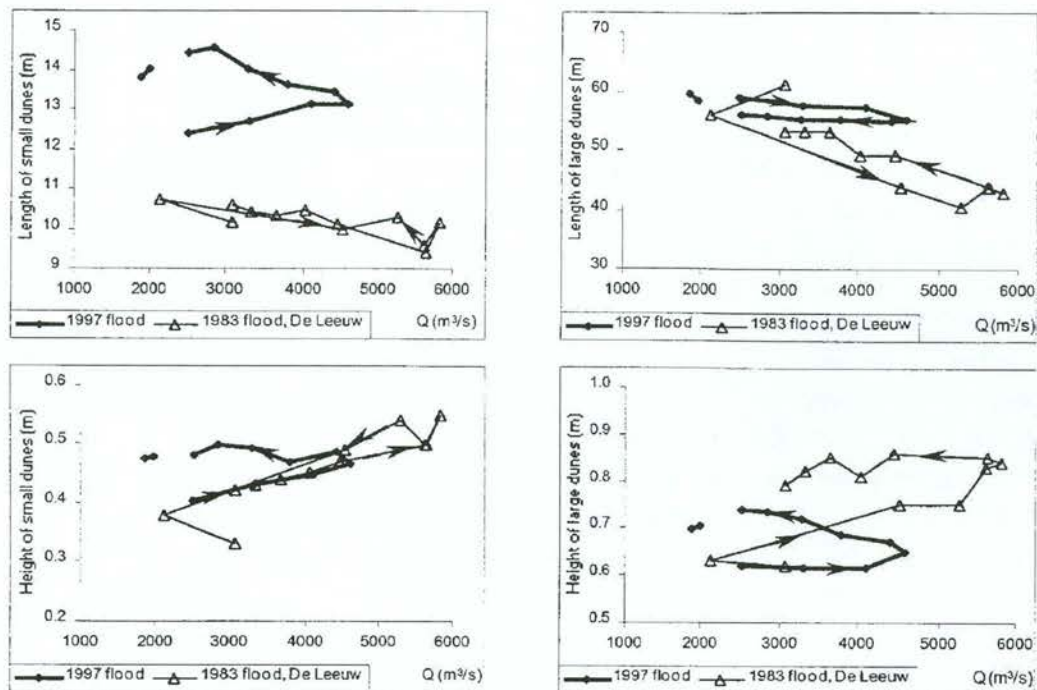 Length of small dunes (m)
15
14
13
12
11
10
9
1000 2000 3000 4000 5000 6000
1997 flood 1983 flood, De Leeuw Q (m³/s)
Length of large dunes (m)
70
60
50
40
30
1000 2000 3000 4000 5000 6000
1997 flood 1983 flood, De Leeuw Q (m³/s)
Height of small dunes (m)
0.6
0.5
0.4
0.3
0.2
1000 2000 3000 4000 5000 6000
1997 flood 1983 flood, De Leeuw Q (m³/s)
Height of large dunes (m)
1.0
0.9
0.8
0.7
0.6
0.5
1000 2000 3000 4000 5000 6000
1997 flood 1983 flood, De Leeuw Q (m³/s)